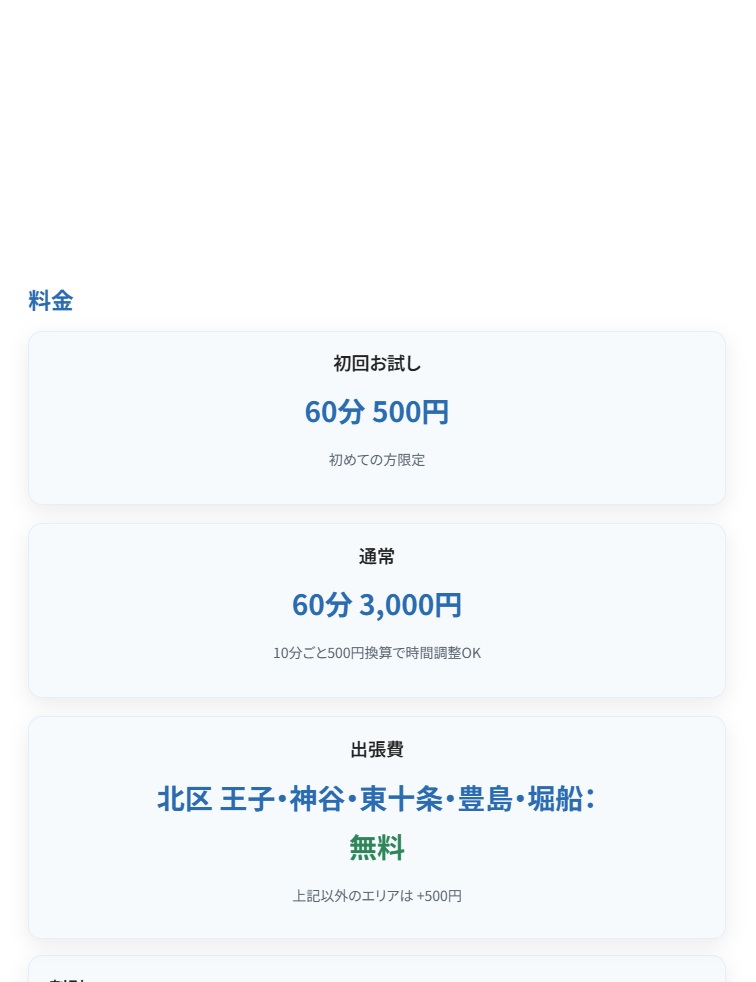 料金
初回お試し
60分 500円
初めての方限定
通常
60分 3,000円
10分ごと500円換算で時間調整OK
出張費
北区 王子・神谷・東十条・豊島・堀船：
無料
上記以外のエリアは +500円